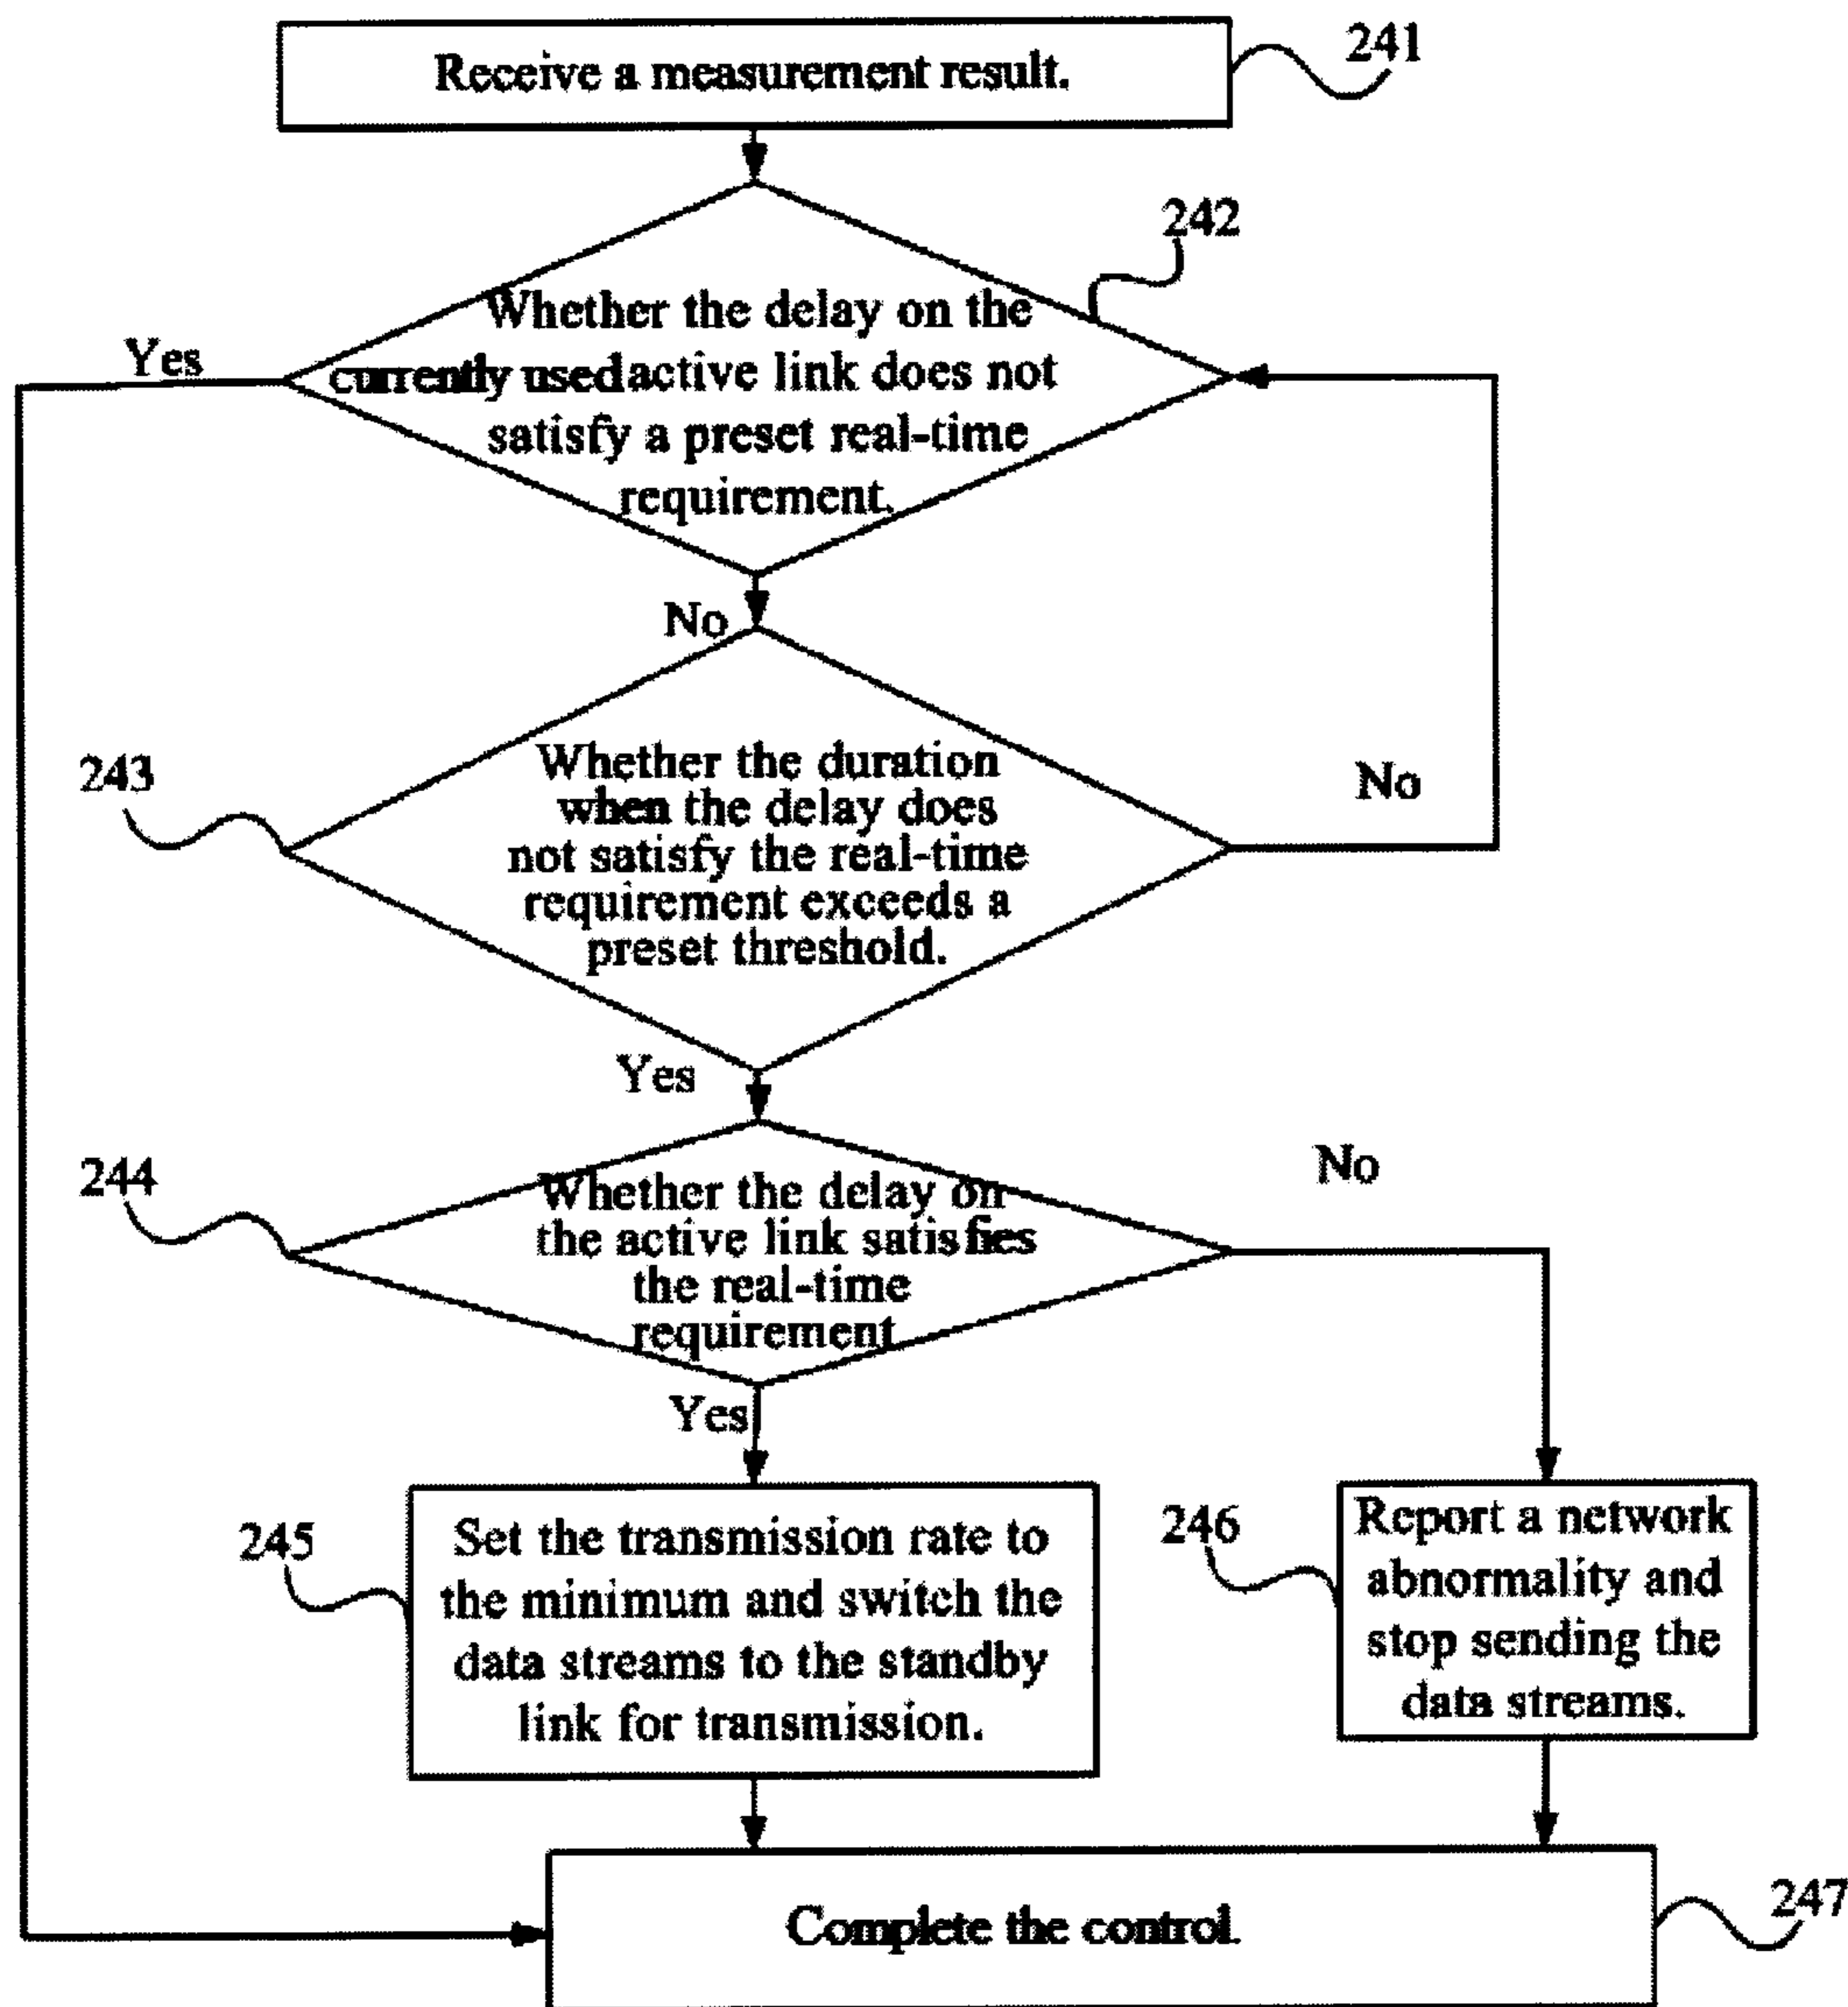 Receive a measurement result.
241
242
Whether the delay on the
currently used active link does not
satisfy a preset real-time
requirement.
Yes
No
243
Whether the duration
when the delay does
not satisfy the real-time
requirement exceeds a
preset threshold.
No
Yes
244
Whether the delay on
the active link satisfies
the real-time
requirement
No
Yes
245
Set the transmission rate to
the minimum and switch the
data streams to the standby
link for transmission.
246
Report a network
abnormality and
stop sending the
data streams.
Complete the control.
247